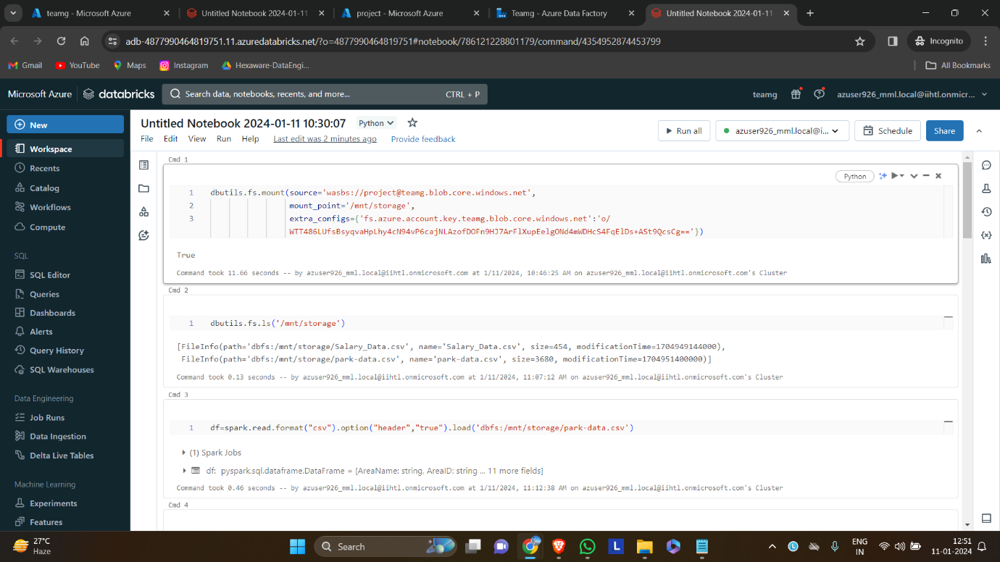 teamg - Microsoft Azure
Untitled Notebook 2024-01-11
project - Microsoft Azure
Teamg - Azure Data Factory
Untitled Notebook 2024-01-11
adb-4877990464819751.11.azuredatabricks.net/?o=4877990464819751#notebook/786121228801179/command/4354952874453799
Incognito
Gmail
YouTube
Maps
Instagram
Hexaware-DataEngi...
All Bookmarks
Microsoft Azure
databricks
Search data, notebooks, recents, and more...
CTRL + P
teamg
azuser926_mml.local@iihtl.onmicr...
New
Workspace
Recents
Catalog
Workflows
Compute
SQL
SQL Editor
Queries
Dashboards
Alerts
Query History
SQL Warehouses
Data Engineering
Job Runs
Data Ingestion
Delta Live Tables
Machine Learning
Experiments
Features
Untitled Notebook 2024-01-11 10:30:07
Python
File Edit View Run Help
Last edit was 2 minutes ago
Provide feedback
Run all
azuser926_mml.local@i...
Schedule
Share
Cmd 1
Python
1 dbutils.fs.mount(source='wasbs://project@teamg.blob.core.windows.net',
2 mount_point='/mnt/storage',
3 extra_configs={'fs.azure.account.key.teamg.blob.core.windows.net':'o/
True
Command took 11.66 seconds -- by azuser926_mml.local@iihtl.onmicrosoft.com at 1/11/2024, 10:46:25 AM on azuser926_mml.local@iihtl.onmicrosoft.com's Cluster
Cmd 2
1 dbutils.fs.ls('/mnt/storage')
[FileInfo(path='dbfs:/mnt/storage/Salary_Data.csv', name='Salary_Data.csv', size=454, modificationTime=1704949144000),
FileInfo(path='dbfs:/mnt/storage/park-data.csv', name='park-data.csv', size=3680, modificationTime=1704951400000)]
Command took 0.13 seconds -- by azuser926_mml.local@iihtl.onmicrosoft.com at 1/11/2024, 11:07:12 AM on azuser926_mml.local@iihtl.onmicrosoft.com's Cluster
Cmd 3
1 df=spark.read.format("csv").option("header","true").load('dbfs:/mnt/storage/park-data.csv')
(1) Spark Jobs
df: pyspark.sql.dataframe.DataFrame = [AreaName: string, AreaID: string ... 11 more fields]
Command took 0.46 seconds -- by azuser926_mml.local@iihtl.onmicrosoft.com at 1/11/2024, 11:12:38 AM on azuser926_mml.local@iihtl.onmicrosoft.com's Cluster
Cmd 4
27°C
Haze
Search
L
ENG
IN
12:51
11-01-2024